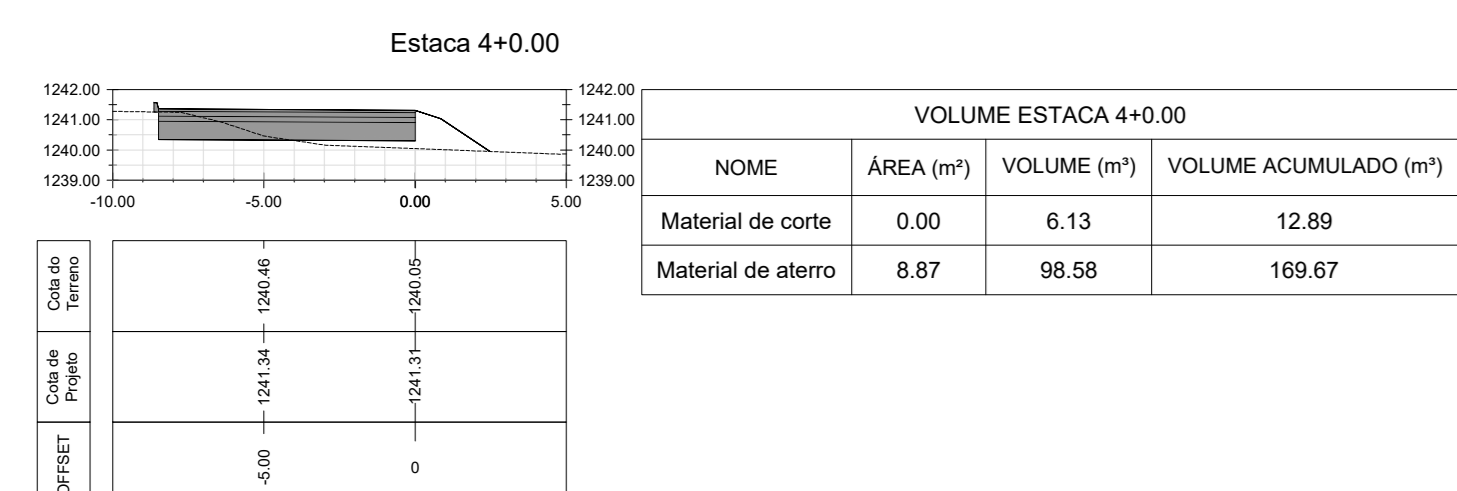 Estaca 4+0.00
1242.00
1241.00
1240.00
1239.00
1242.00
1241.00
1240.00
1239.00
-10.00 -5.00 0.00 5.00
VOLUME ESTACA 4+0.00
NOME ÁREA (m²) VOLUME (m³) VOLUME ACUMULADO (m³)
Material de corte 0.00 6.13 12.89
Material de aterro 8.87 98.58 169.67
Cota do
Terreno
1240.46 1240.05
Cota de
Projeto
1241.34 1241.31
OFFSET
-5.00 0